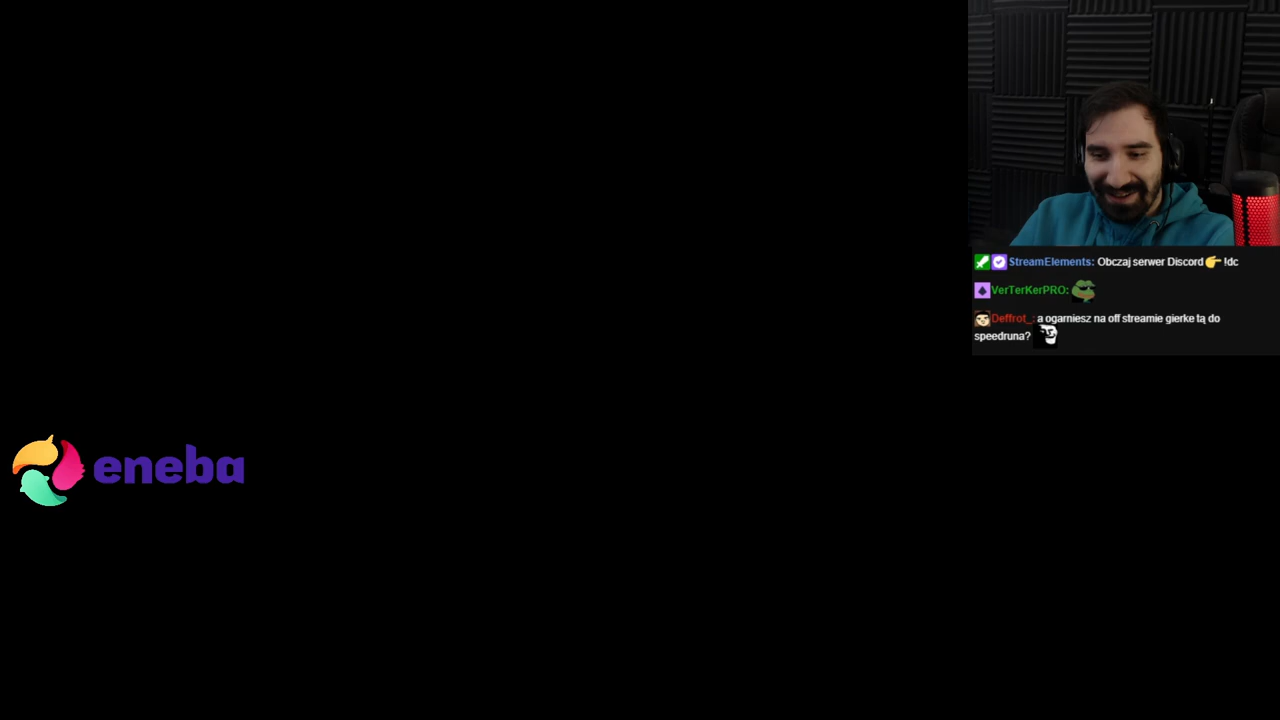 StreamElements: Obczaj serwer Discord 👉 !dc
VerTerKerPRO:
Deffrot_: a ogarniesz na off streamie gierke tą do
speedruna?
eneba